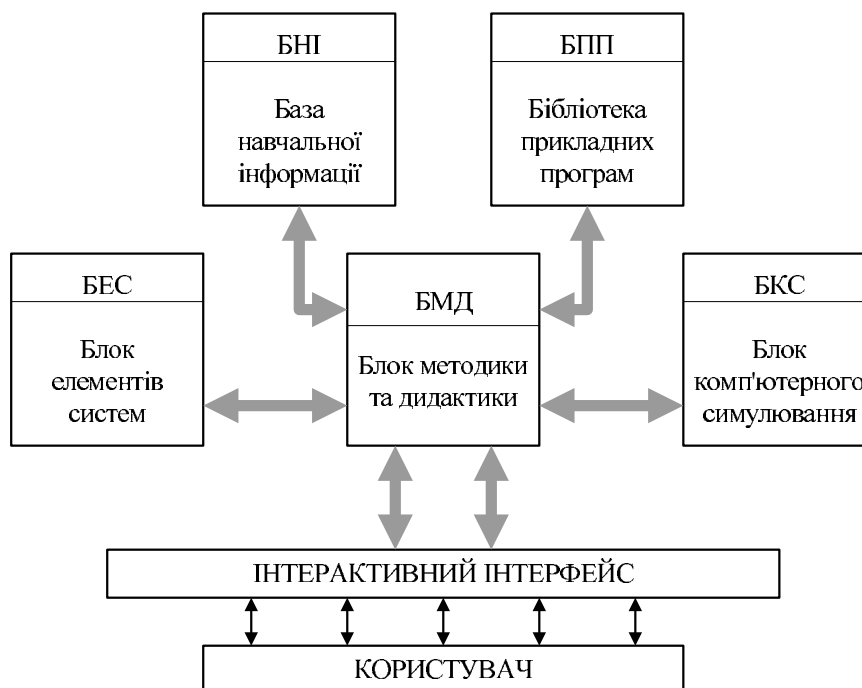 БНІ
База
навчальної
інформації
БПП
Бібліотека
прикладних
програм
БЕС
Блок
елементів
систем
БМД
Блок методики
та дидактики
БКС
Блок
комп'ютерного
симулювання
ІНТЕРАКТИВНИЙ ІНТЕРФЕЙС
КОРИСТУВАЧ